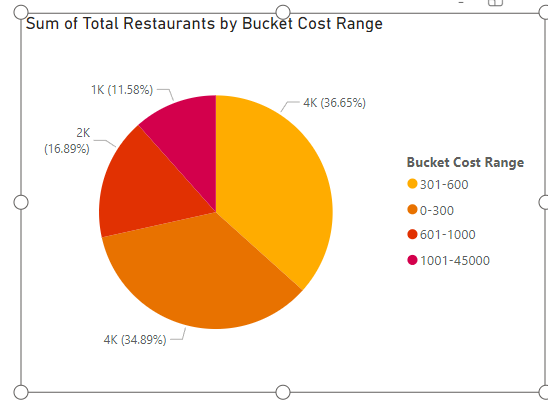 Sum of Total Restaurants by Bucket Cost Range
1K (11.58%)
4K (36.65%)
2K
(16.89%)
4K (34.89%)
Bucket Cost Range
301-600
0-300
601-1000
1001-45000